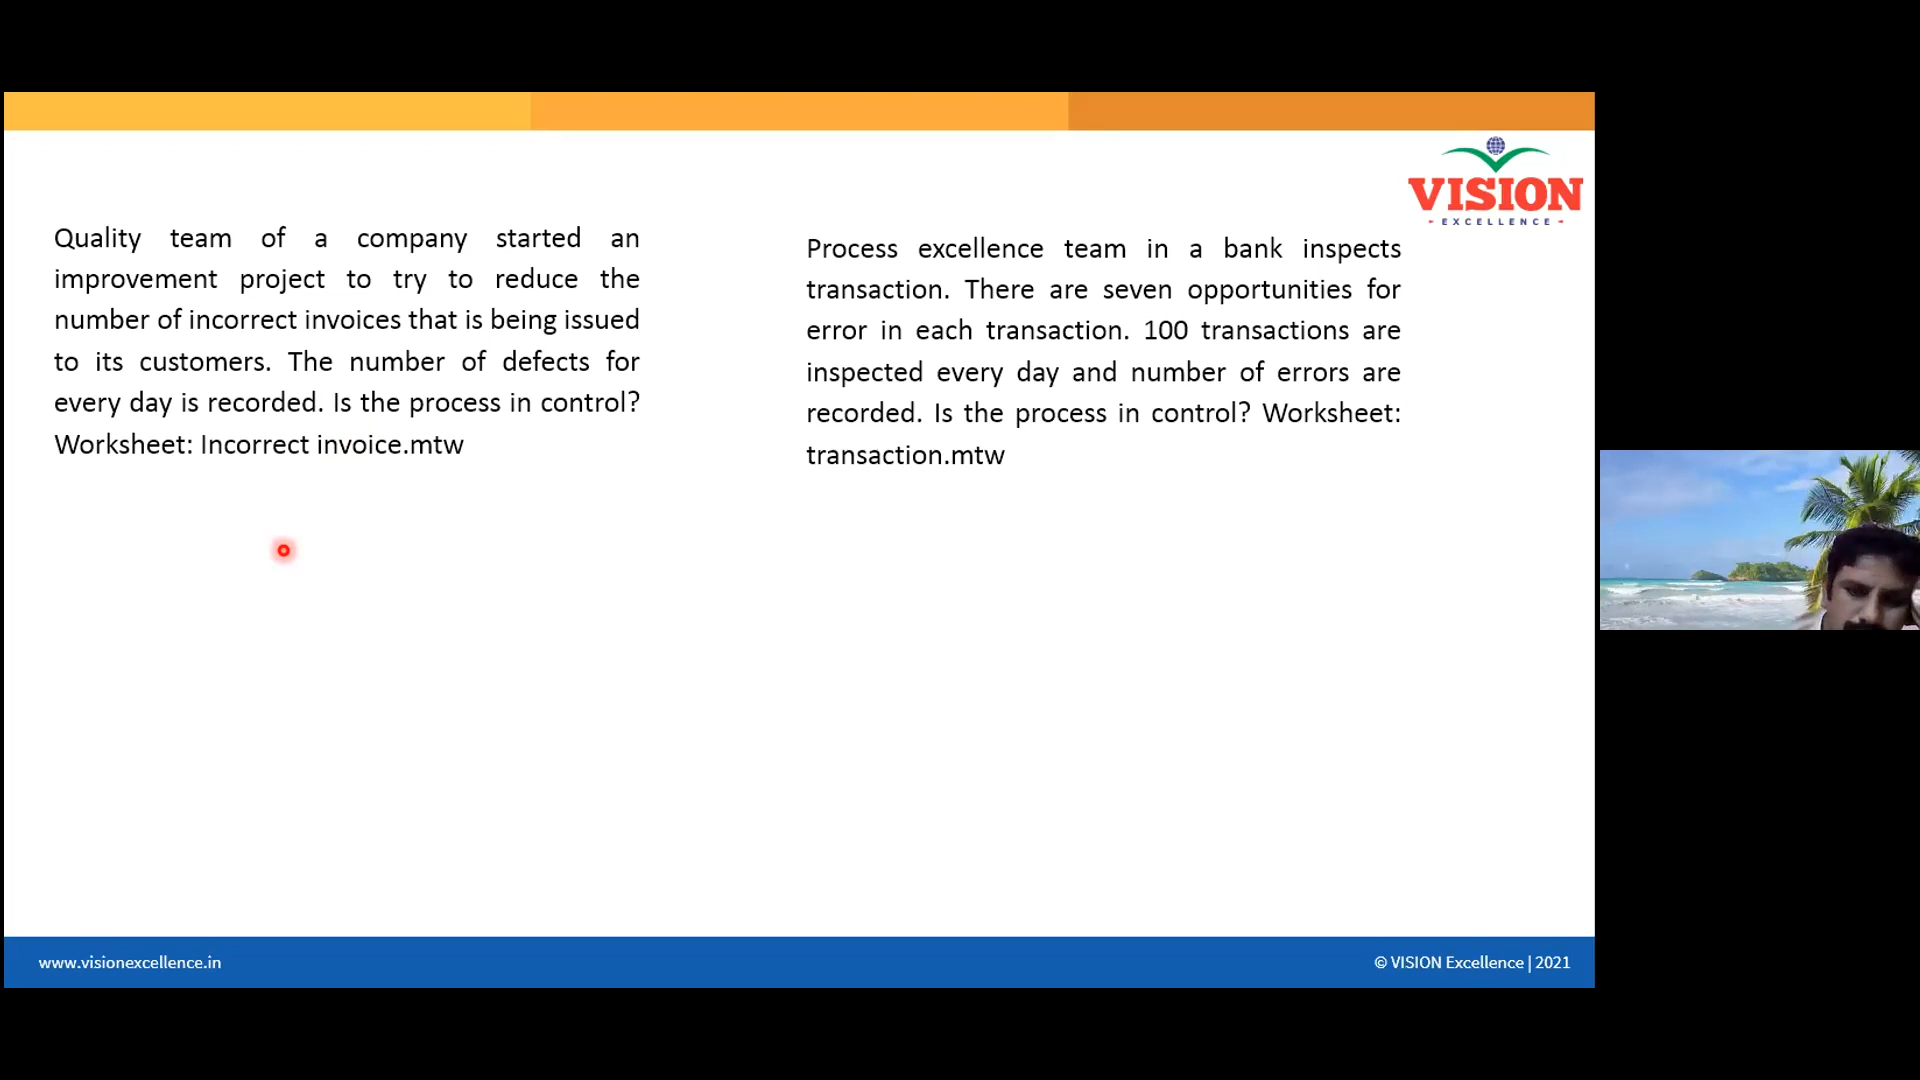 VISION
EXCELLENCE
Quality team of a company started an
improvement project to try to reduce the
number of incorrect invoices that is being issued
to its customers. The number of defects for
every day is recorded. Is the process in control?
Worksheet: Incorrect invoice.mtw
Process excellence team in a bank inspects
transaction. There are seven opportunities for
error in each transaction. 100 transactions are
inspected every day and number of errors are
recorded. Is the process in control? Worksheet:
transaction.mtw
www.visionexcellence.in
© VISION Excellence | 2021